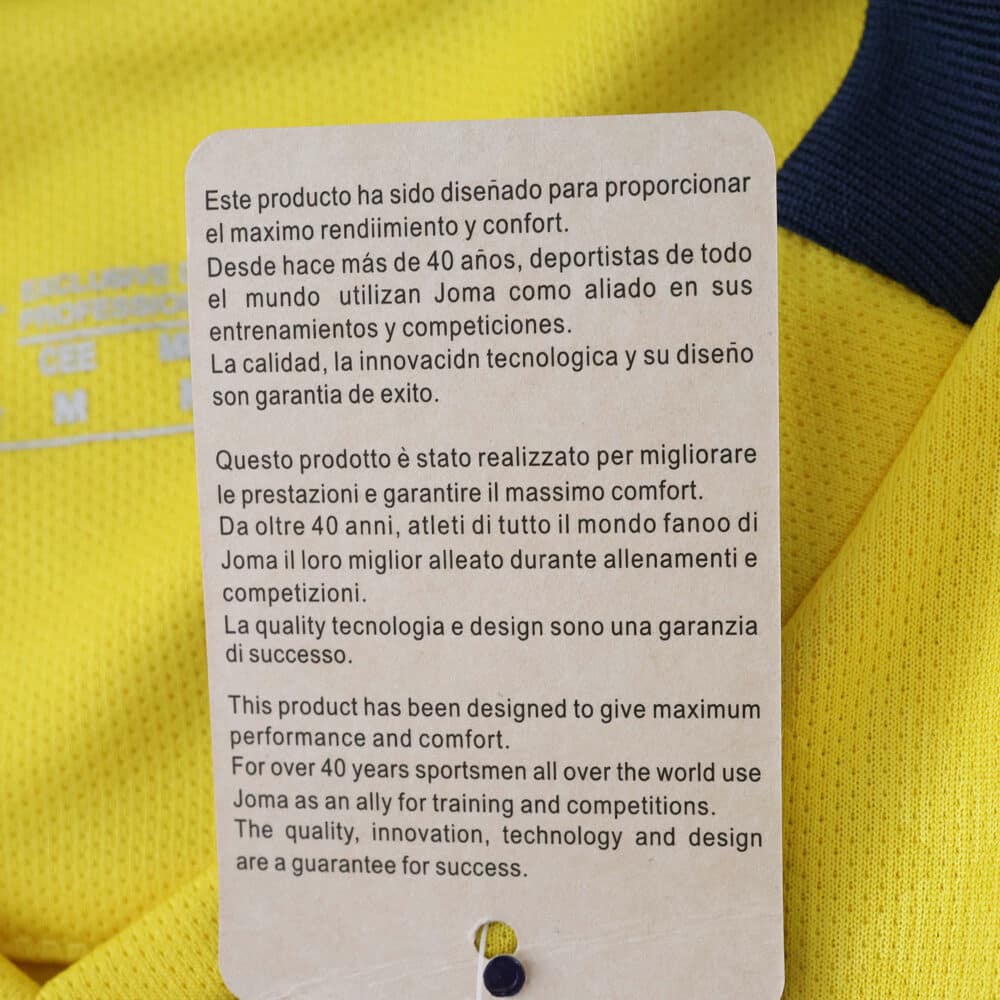 Este producto ha sido diseñado para proporcionar
el maximo rendiimiento y confort.
Desde hace más de 40 años, deportistas de todo
el mundo utilizan Joma como aliado en sus
entrenamientos y competiciones.
La calidad, la innovacidn tecnologica y su diseño
son garantia de exito.
Questo prodotto è stato realizzato per migliorare
le prestazioni e garantire il massimo comfort.
Da oltre 40 anni, atleti di tutto il mondo fanoo di
Joma il loro miglior alleato durante allenamenti e
competizioni.
La quality tecnologia e design sono una garanzia
di successo.
This product has been designed to give maximum
performance and comfort.
For over 40 years sportsmen all over the world use
Joma as an ally for training and competitions.
The quality, innovation, technology and design
are a guarantee for success.
EXCLUSIVE
CEE
M